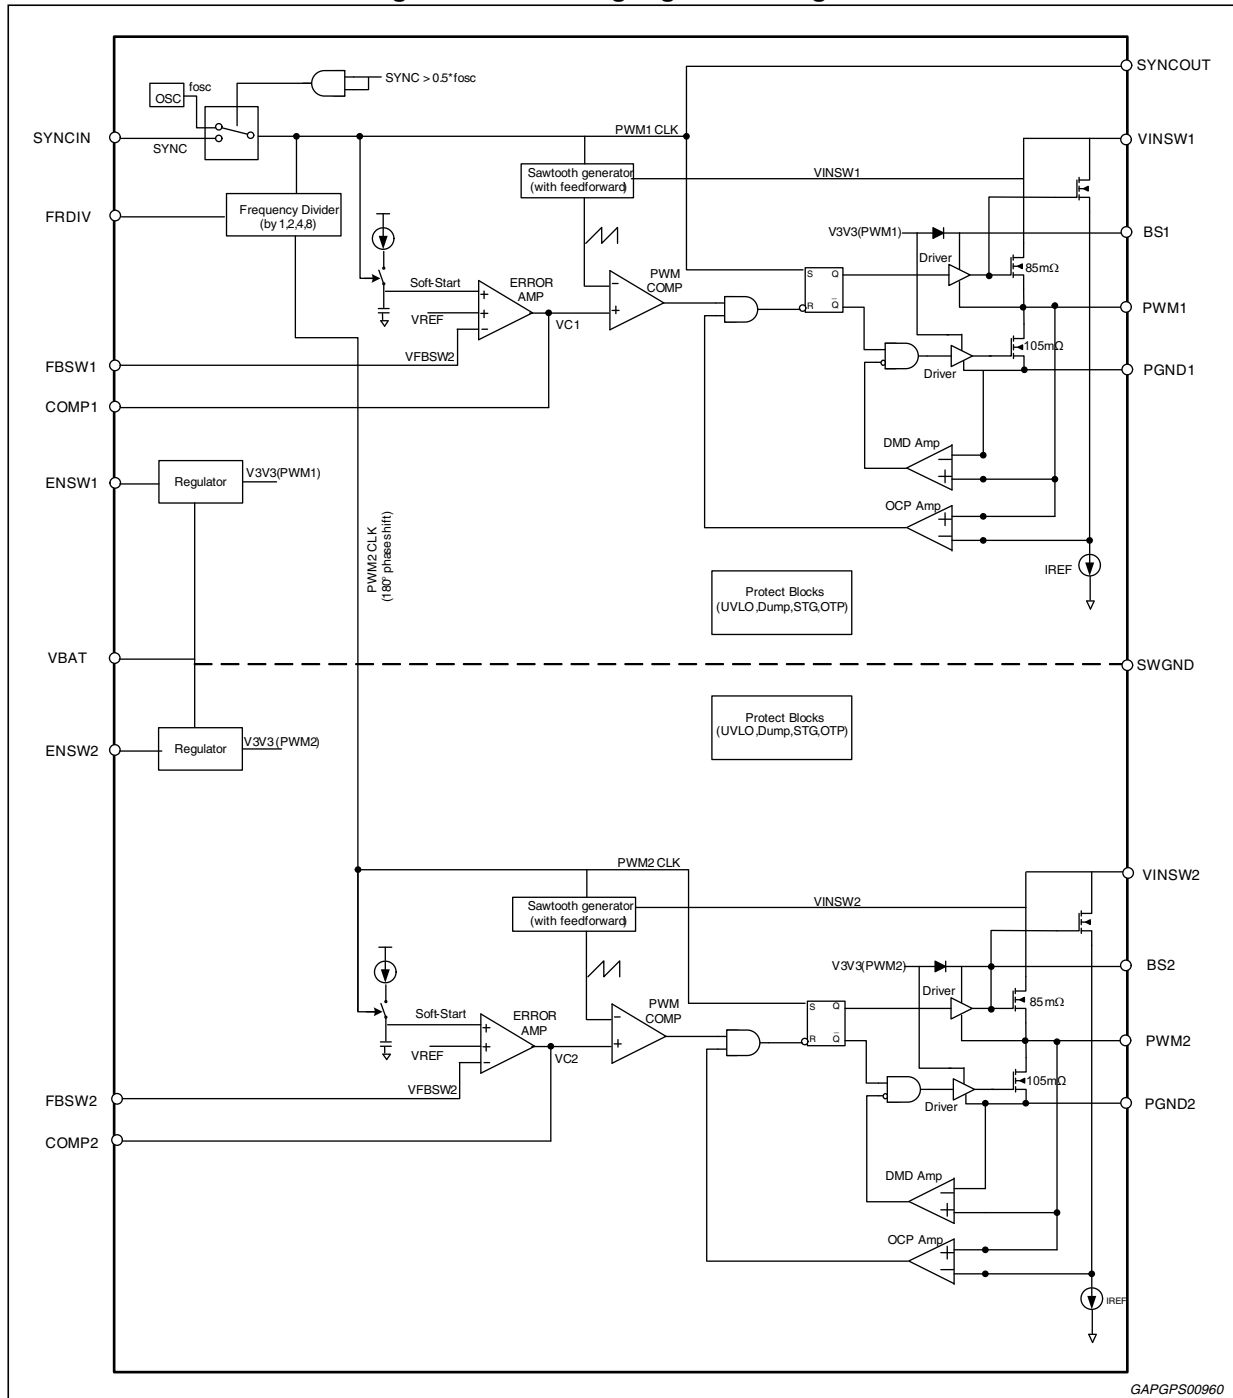 SYNCOUT
fosc
OSC
SYNC > 0.5*fosc
SYNCIN
SYNC
PWM1 CLK
VINSW1
Sawtooth generator
(with feedforward)
VINSW1
FRDIV
Frequency Divider
(by 1,2,4,8)
V3V3(PWM1)
BS1
Driver
85mΩ
Soft-Start
ERROR
AMP
PWM
COMP
S Q
R Q
VREF
VC1
PWM1
VFBSW2
105mΩ
FBSW1
Driver
PGND1
COMP1
DMD Amp
ENSW1
Regulator
V3V3(PWM1)
OCP Amp
PWM2 CLK
(180° phase shift)
IREF
Protect Blocks
(UVLO,Dump,STG,OTP)
VBAT
SWGND
Protect Blocks
(UVLO,Dump,STG,OTP)
ENSW2
Regulator
V3V3 (PWM2)
PWM2 CLK
VINSW2
Sawtooth generator
(with feedforward)
VINSW2
V3V3(PWM2)
BS2
Driver
85mΩ
Soft-Start
ERROR
AMP
PWM
COMP
S Q
R Q
VREF
VC2
PWM2
VFBSW2
105mΩ
FBSW2
Driver
PGND2
COMP2
DMD Amp
OCP Amp
IREF
GAPGPS00960